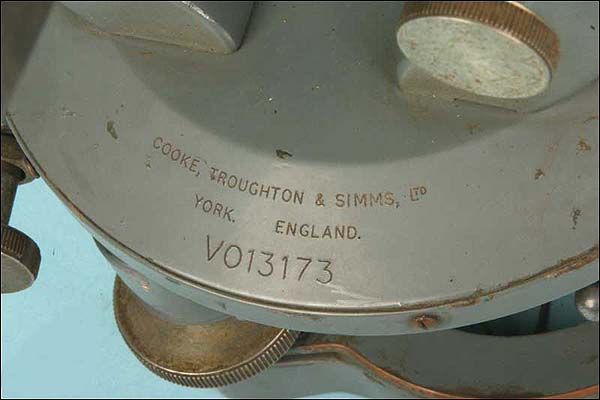 COOKE, TROUGHTON & SIMMS, LTD
YORK. ENGLAND.
V013173